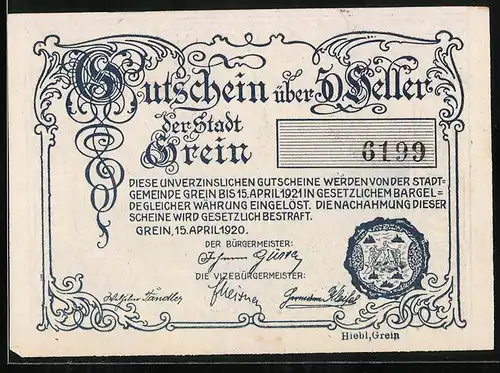 Gutschein über 50 Heller
der Stadt
Grein
6199
DIESE UNVERZINSLICHEN GUTSCHEINE WERDEN VON DER STADT=
GEMEINDE GREIN BIS 15. APRIL 1921 IN GESETZLICHEM BARGEL=
DE GLEICHER WÄHRUNG EINGELÖST. DIE NACHAHMUNG DIESER
SCHEINE WIRD GESETZLICH BESTRAFT.
GREIN, 15. APRIL 1920.
DER BÜRGERMEISTER:
DIE VIZEBÜRGERMEISTER:
Hiebl, Grein